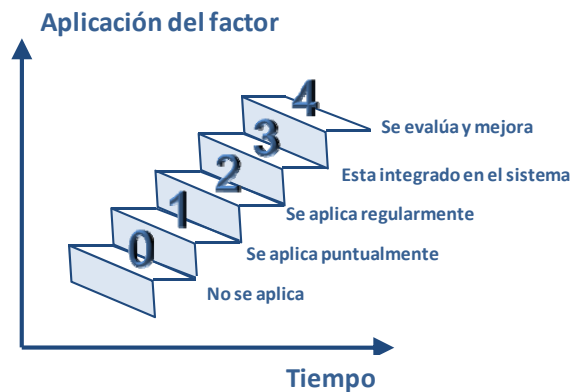 Aplicación del factor
4
Se evalúa y mejora
3
Esta integrado en el sistema
2
Se aplica regularmente
1
Se aplica puntualmente
0
No se aplica
Tiempo